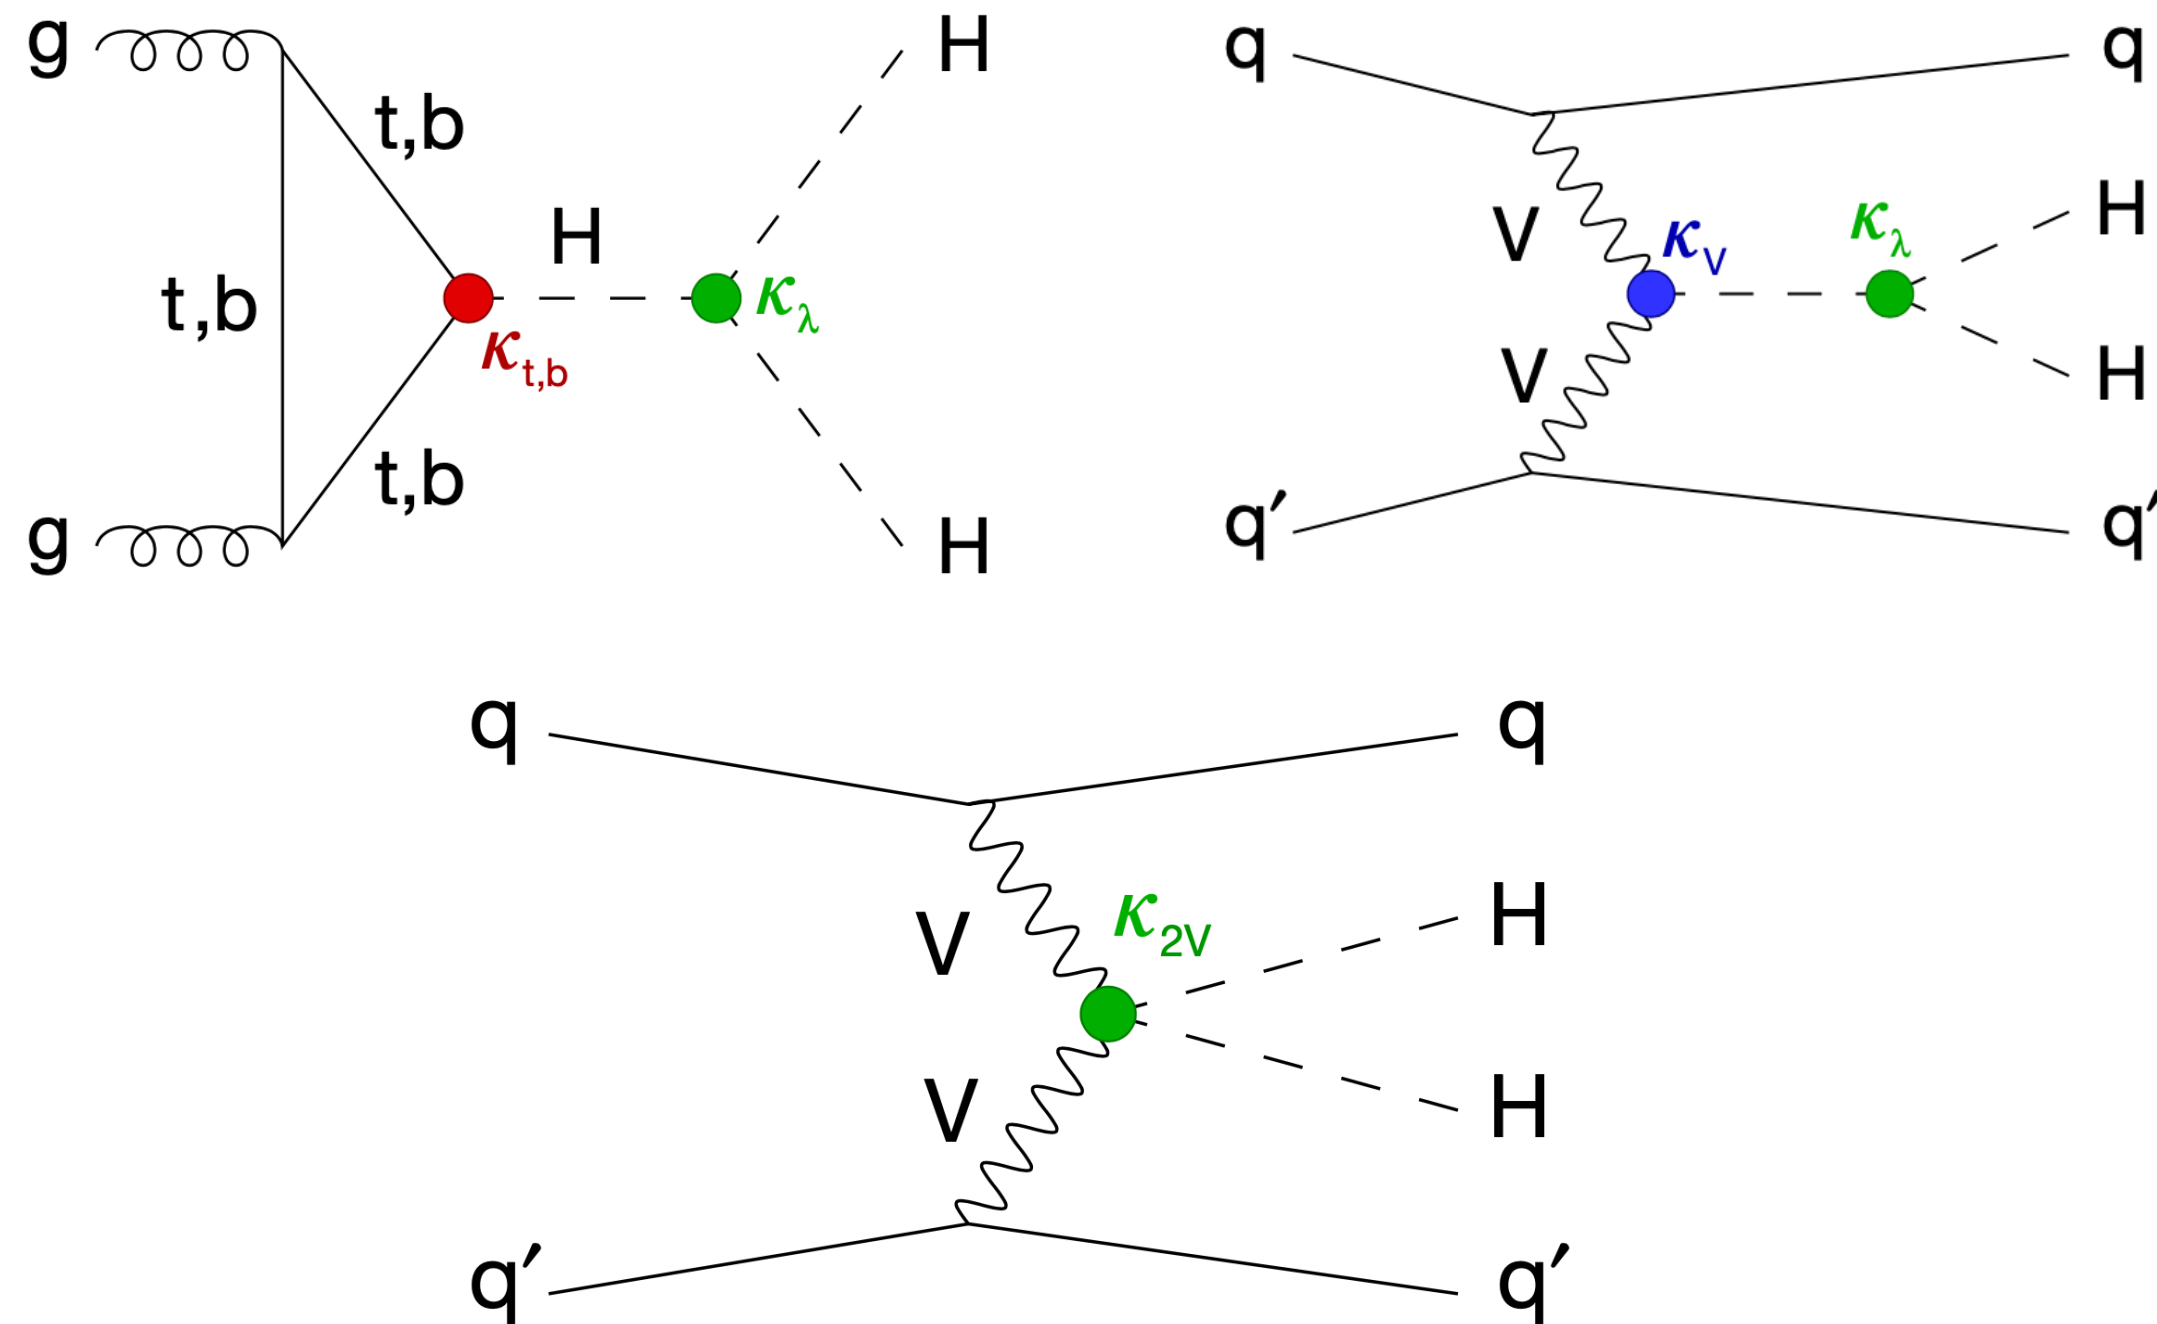 g
t,b
t,b
t,b
g
H
κt,b
κλ
H
H
q
q′
V
V
κV
κλ
q
H
H
q′
q
q′
V
V
κ2V
q
H
H
q′